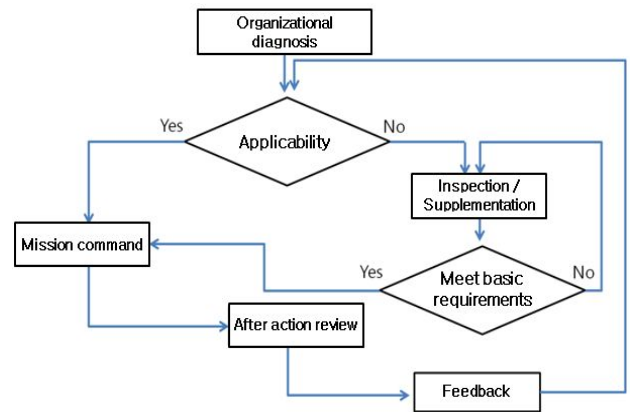 Organizational
diagnosis
Yes
Applicability
No
Inspection /
Supplementation
Mission command
Yes
Meet basic
requirements
No
After action review
Feedback